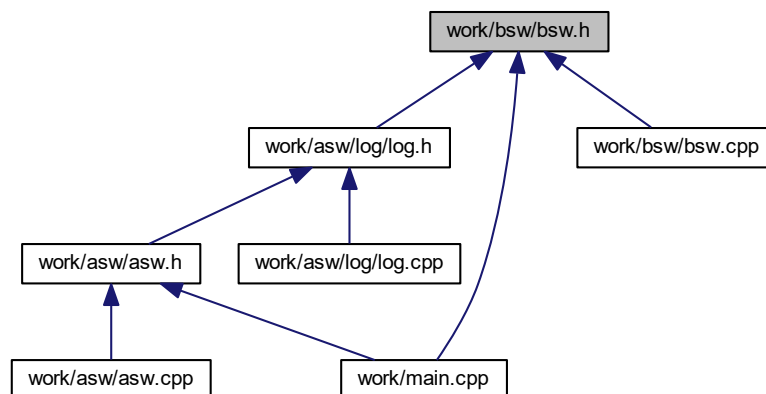 work/bsw/bsw.h
work/asw/log/log.h
work/bsw/bsw.cpp
work/asw/asw.h
work/asw/log/log.cpp
work/asw/asw.cpp
work/main.cpp